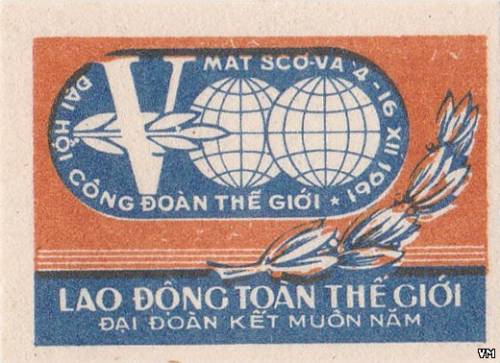 V
MAT SCƠ-VA 4-16 XII 1961
ĐẠI HỘI CÔNG ĐOÀN THẾ GIỚI ★
LAO ĐỘNG TOÀN THẾ GIỚI
ĐẠI ĐOÀN KẾT MUÔN NĂM
VM